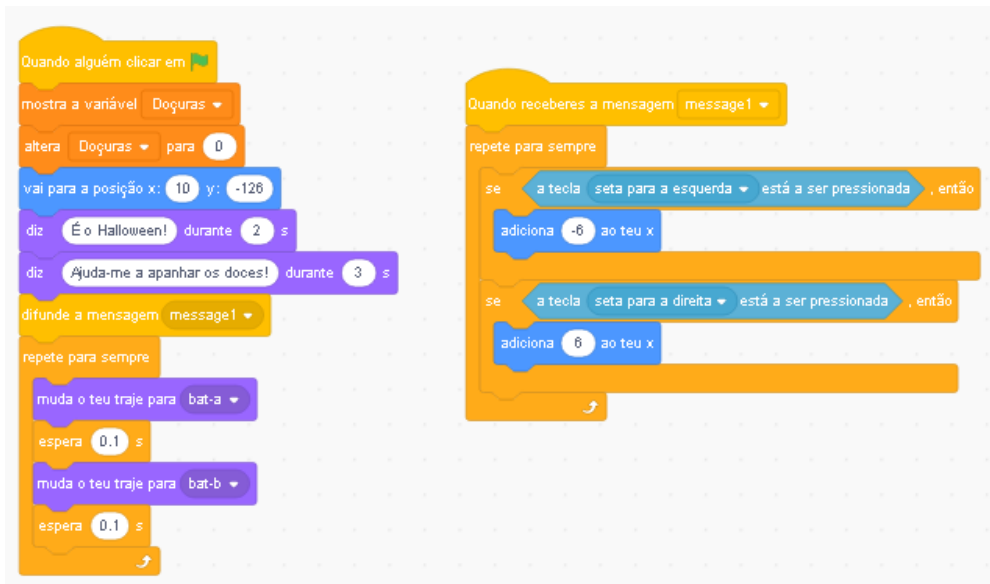 Quando alguém clicar em
mostra a variável Doçuras
altera Doçuras para 0
vai para a posição x: 10 y: -126
diz É o Halloween! durante 2 s
diz Ajuda-me a apanhar os doces! durante 3 s
difunde a mensagem message1
repete para sempre
muda o teu traje para bat-a
espera 0.1 s
muda o teu traje para bat-b
espera 0.1 s
Quando receberes a mensagem message1
repete para sempre
se a tecla seta para a esquerda está a ser pressionada , então
adiciona -6 ao teu x
se a tecla seta para a direita está a ser pressionada , então
adiciona 6 ao teu x